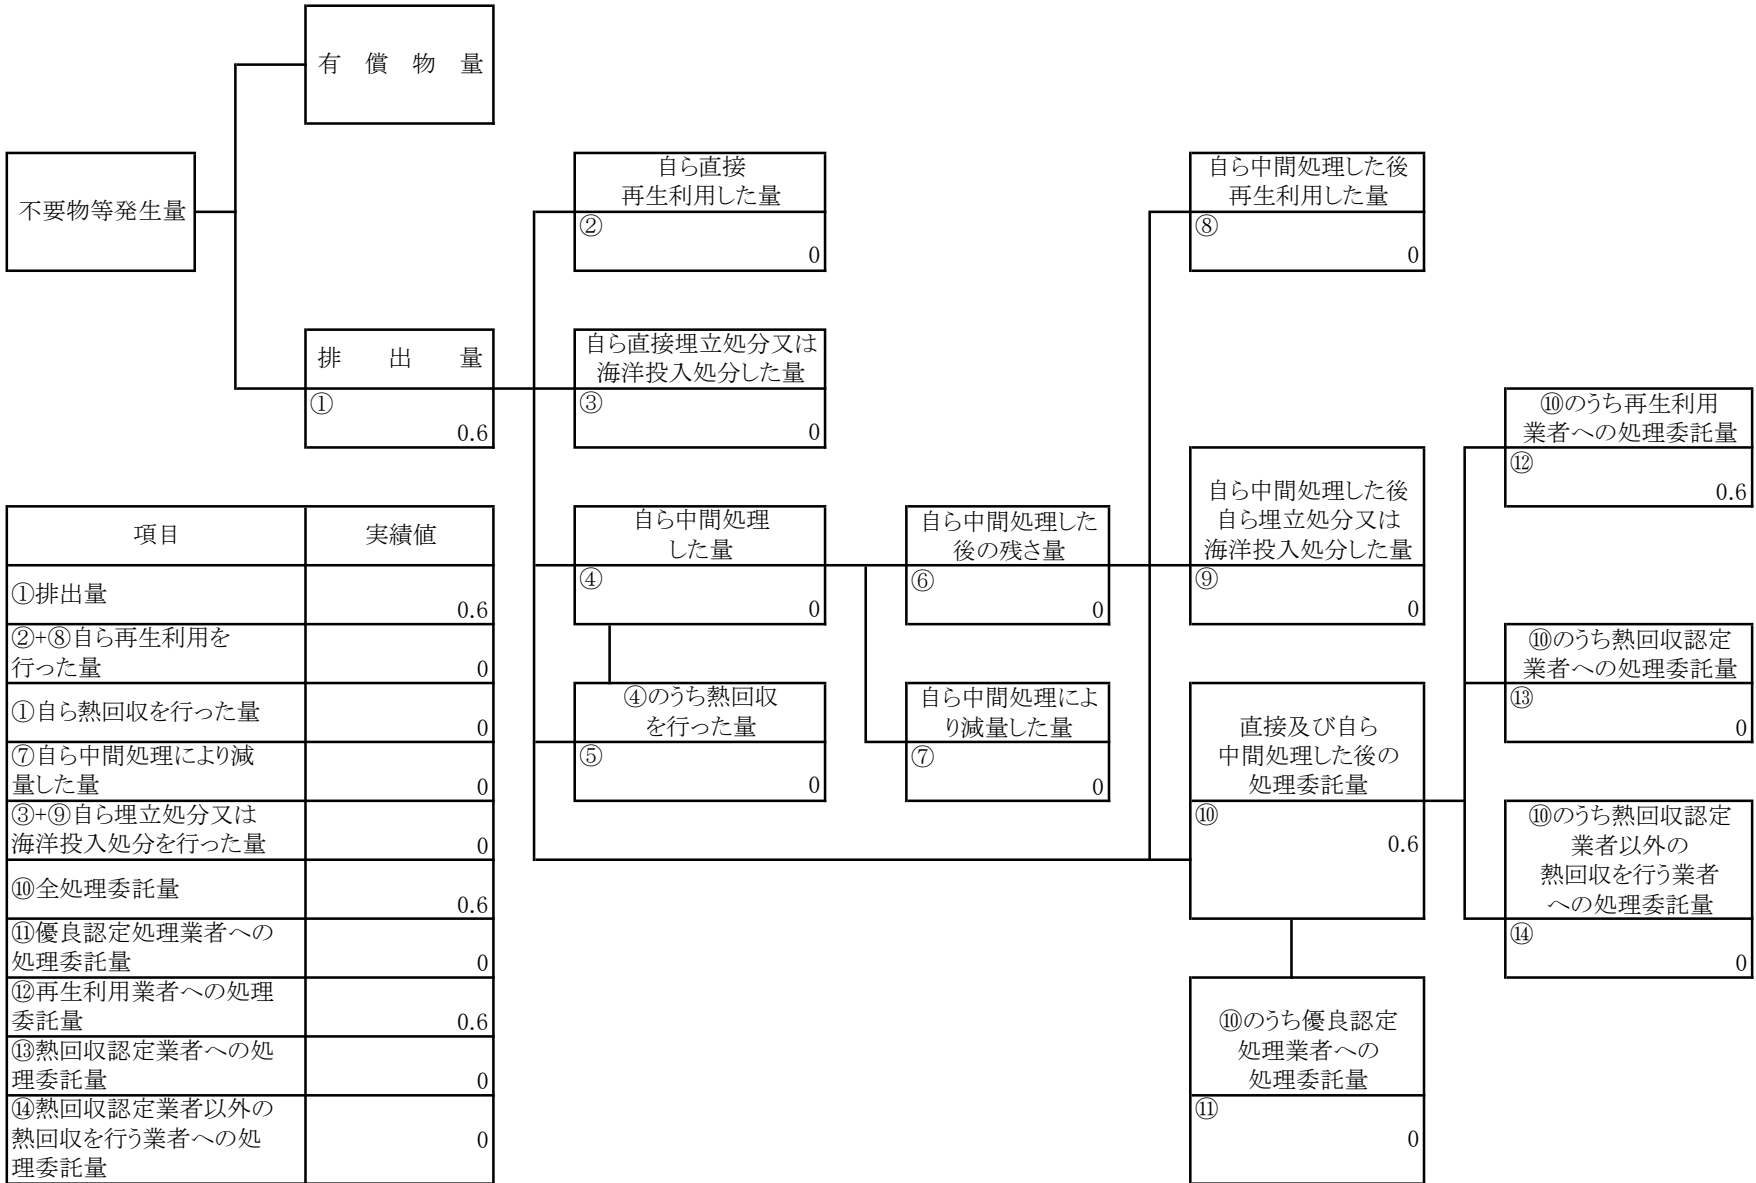 有　償　物　量
不要物等発生量
自ら直接
再生利用した量
②
0
自ら中間処理した後
再生利用した量
⑧
0
排　出　量
①
0.6
自ら直接埋立処分又は
海洋投入処分した量
③
0
⑩のうち再生利用
業者への処理委託量
⑫
0.6
自ら中間処理
した量
④
0
自ら中間処理した
後の残さ量
⑥
0
自ら中間処理した後
自ら埋立処分又は
海洋投入処分した量
⑨
0
⑩のうち熱回収認定
業者への処理委託量
⑬
0
④のうち熱回収
を行った量
⑤
0
自ら中間処理によ
り減量した量
⑦
0
直接及び自ら
中間処理した後の
処理委託量
⑩
0.6
⑩のうち熱回収認定
業者以外の
熱回収を行う業者
への処理委託量
⑭
0
⑩のうち優良認定
処理業者への
処理委託量
⑪
0
項目 実績値
①排出量
0.6
②+⑧自ら再生利用を
行った量 0
①自ら熱回収を行った量
0
⑦自ら中間処理により減
量した量 0
③+⑨自ら埋立処分又は
海洋投入処分を行った量 0
⑩全処理委託量
0.6
⑪優良認定処理業者への
処理委託量 0
⑫再生利用業者への処理
委託量 0.6
⑬熱回収認定業者への処
理委託量 0
⑭熱回収認定業者以外の
熱回収を行う業者への処 0
理委託量